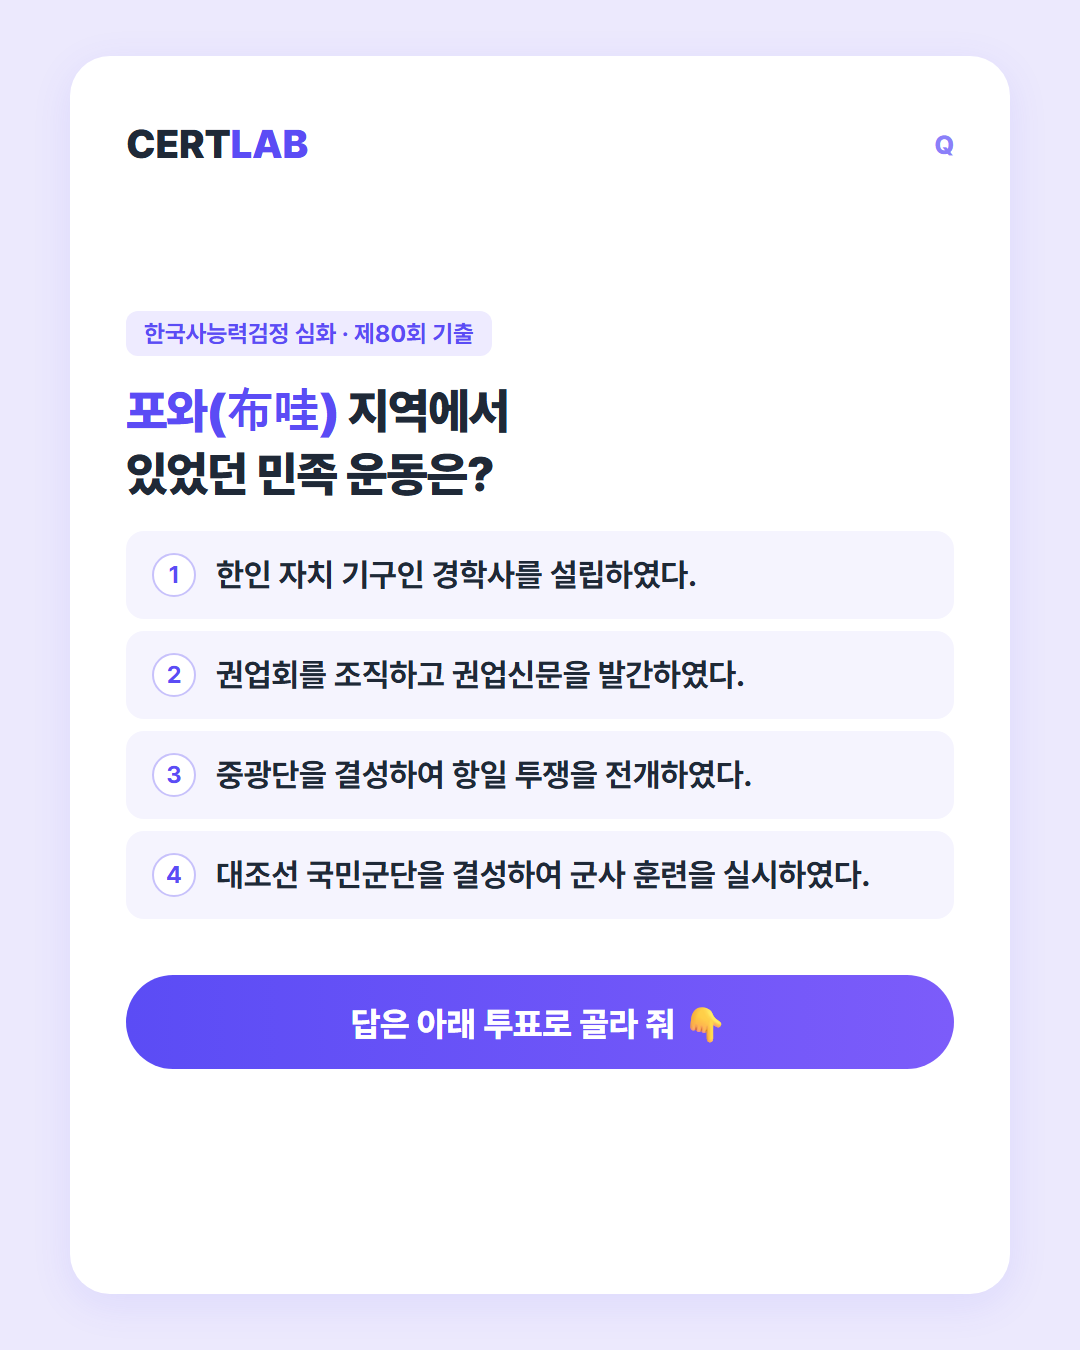 CERTLAB
Q
한국사능력검정 심화 · 제80회 기출
포와(布哇) 지역에서
있었던 민족 운동은?
1 한인 자치 기구인 경학사를 설립하였다.
2 권업회를 조직하고 권업신문을 발간하였다.
3 중광단을 결성하여 항일 투쟁을 전개하였다.
4 대조선 국민군단을 결성하여 군사 훈련을 실시하였다.
답은 아래 투표로 골라 줘 👇